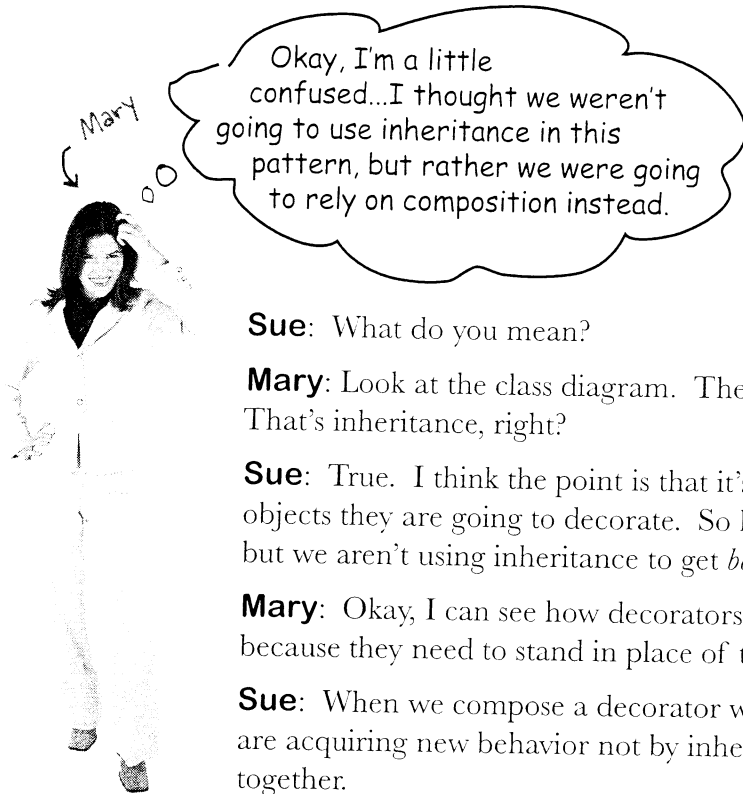 Okay, I'm a little
confused...I thought we weren't
going to use inheritance in this
pattern, but rather we were going
to rely on composition instead.
Mary
Sue: What do you mean?
Mary: Look at the class diagram. The
That's inheritance, right?
Sue: True. I think the point is that it's
objects they are going to decorate. So
but we aren't using inheritance to get
Mary: Okay, I can see how decorators
because they need to stand in place of
Sue: When we compose a decorator
are acquiring new behavior not by
together.